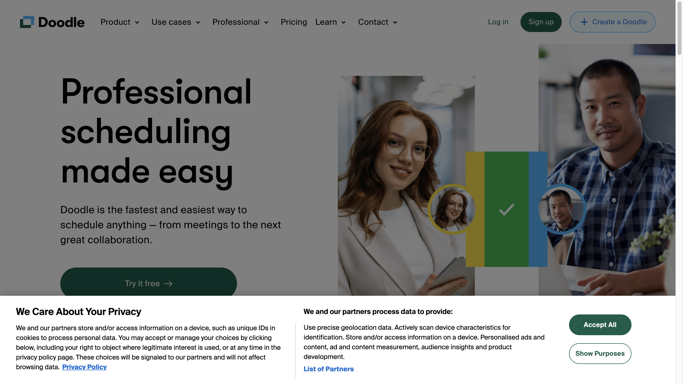 Doodle
Product
Use cases
Professional
Pricing
Learn
Contact
Log in
Sign up
Create a Doodle
Professional
scheduling
made easy
Doodle is the fastest and easiest way to
schedule anything — from meetings to the next
great collaboration.
Try it free
We Care About Your Privacy
We and our partners store and/or access information on a device, such as unique IDs in
cookies to process personal data. You may accept or manage your choices by clicking
below, including your right to object where legitimate interest is used, or at any time in the
privacy policy page. These choices will be signaled to our partners and will not affect
browsing data. Privacy Policy
We and our partners process data to provide:
Use precise geolocation data. Actively scan device characteristics for
identification. Store and/or access information on a device. Personalised ads and
content, ad and content measurement, audience insights and product
development.
List of Partners
Accept All
Show Purposes